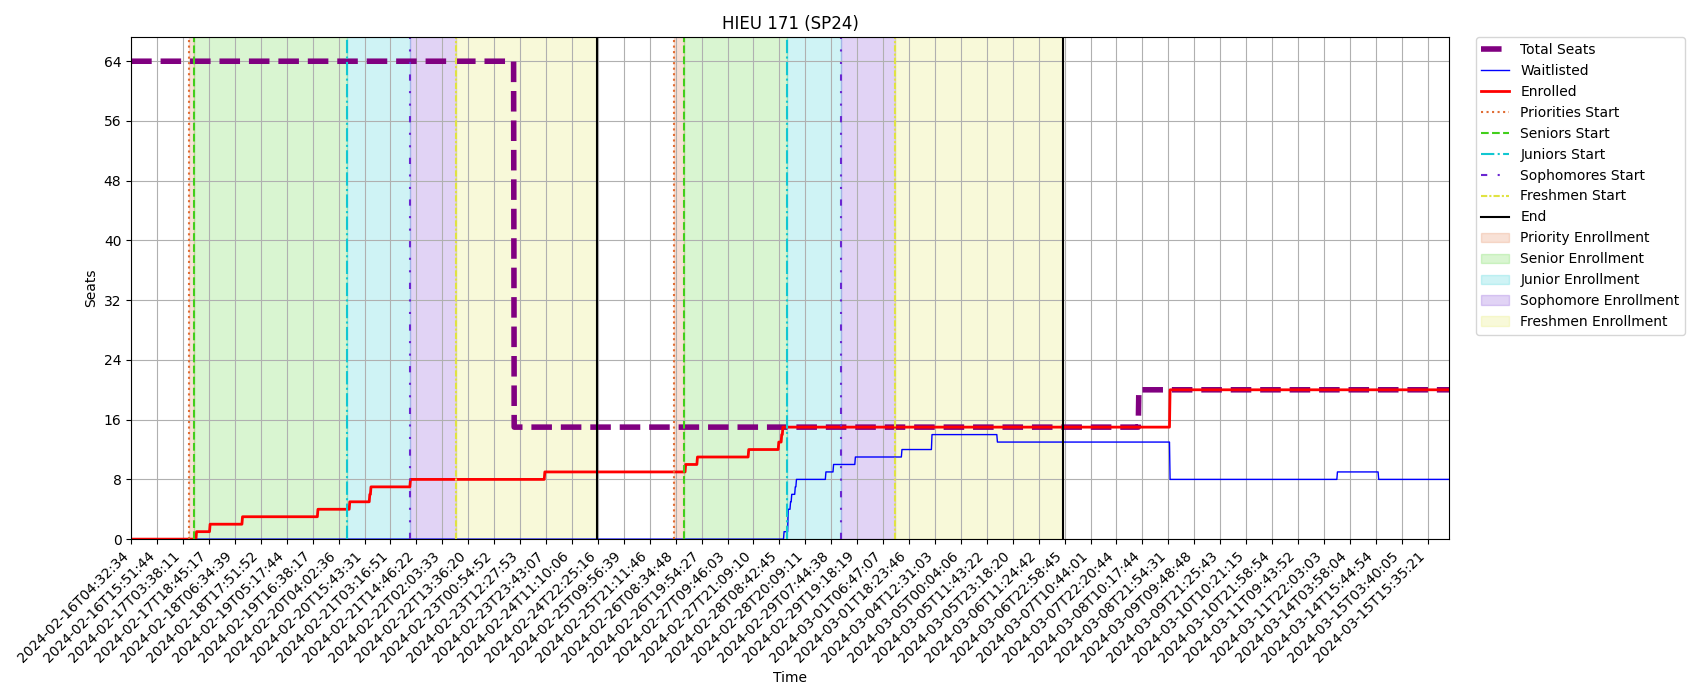 HIEU 171 (SP24)
Seats
64
56
48
40
32
24
16
8
0
2024-02-16T04:32:34
2024-02-16T15:51:44
2024-02-17T03:38:11
2024-02-17T18:45:17
2024-02-18T06:34:39
2024-02-18T17:51:52
2024-02-19T05:17:44
2024-02-19T16:38:17
2024-02-20T04:02:36
2024-02-20T15:43:31
2024-02-21T03:16:51
2024-02-21T14:46:22
2024-02-22T02:03:33
2024-02-22T13:36:20
2024-02-23T00:54:52
2024-02-23T12:27:53
2024-02-23T23:43:07
2024-02-24T11:10:06
2024-02-24T22:25:16
2024-02-25T09:56:39
2024-02-25T21:11:46
2024-02-26T08:34:48
2024-02-26T19:54:27
2024-02-27T09:46:03
2024-02-27T21:09:10
2024-02-28T08:42:45
2024-02-28T20:09:11
2024-02-29T07:44:38
2024-02-29T19:18:19
2024-03-01T06:47:07
2024-03-01T18:23:46
2024-03-04T12:31:03
2024-03-05T00:04:06
2024-03-05T11:43:22
2024-03-05T23:18:20
2024-03-06T11:24:42
2024-03-06T22:58:45
2024-03-07T10:44:01
2024-03-07T22:20:44
2024-03-08T10:17:44
2024-03-08T21:54:31
2024-03-09T09:48:48
2024-03-09T21:25:43
2024-03-10T10:21:15
2024-03-10T21:58:54
2024-03-11T09:43:52
2024-03-11T22:03:03
2024-03-14T03:58:04
2024-03-14T15:44:54
2024-03-15T03:40:05
2024-03-15T15:35:21
Time
Total Seats
Waitlisted
Enrolled
Priorities Start
Seniors Start
Juniors Start
Sophomores Start
Freshmen Start
End
Priority Enrollment
Senior Enrollment
Junior Enrollment
Sophomore Enrollment
Freshmen Enrollment